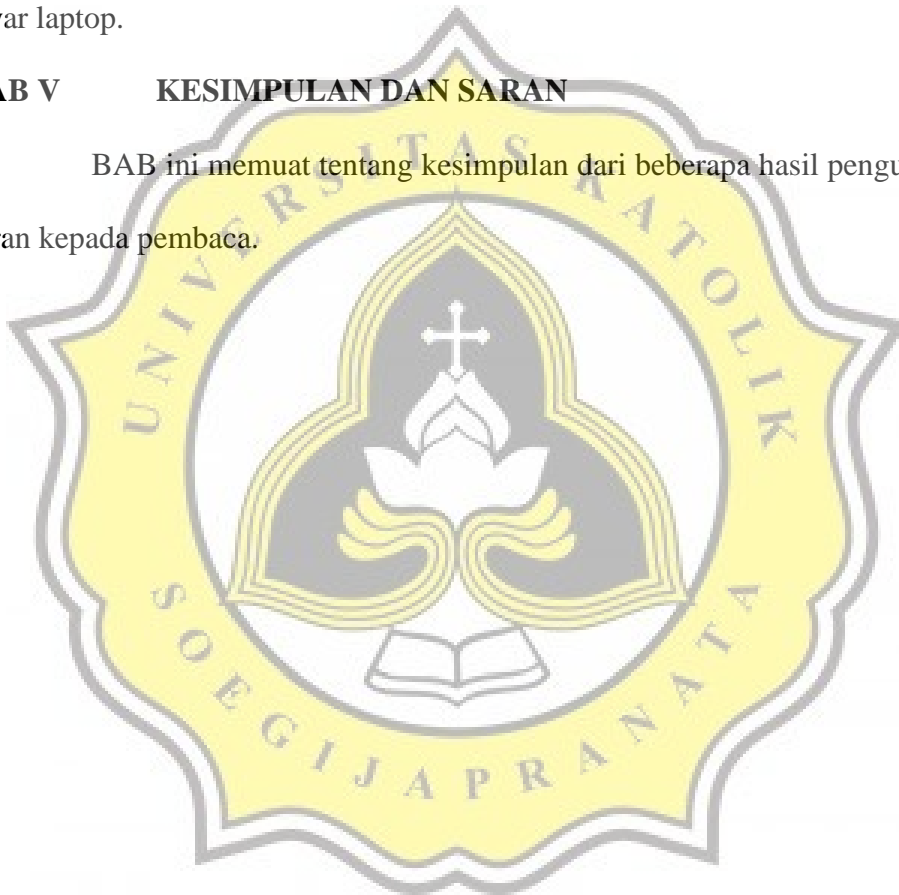 ar laptop.
AB V KESIMPULAN DAN SARAN
BAB ini memuat tentang kesimpulan dari beberapa hasil pengu
ran kepada pembaca.
UNIVERSITAS KATOLIK
SOEGIJAPRANATA